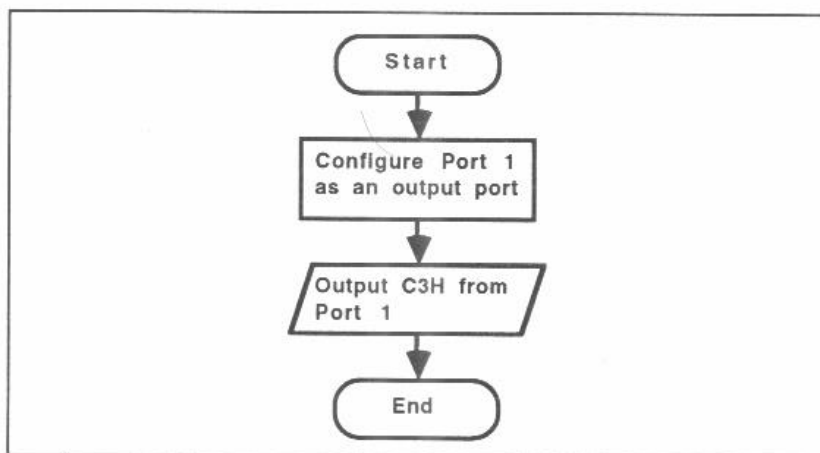 Start
Configure Port 1
as an output port
Output C3H from
Port 1
End